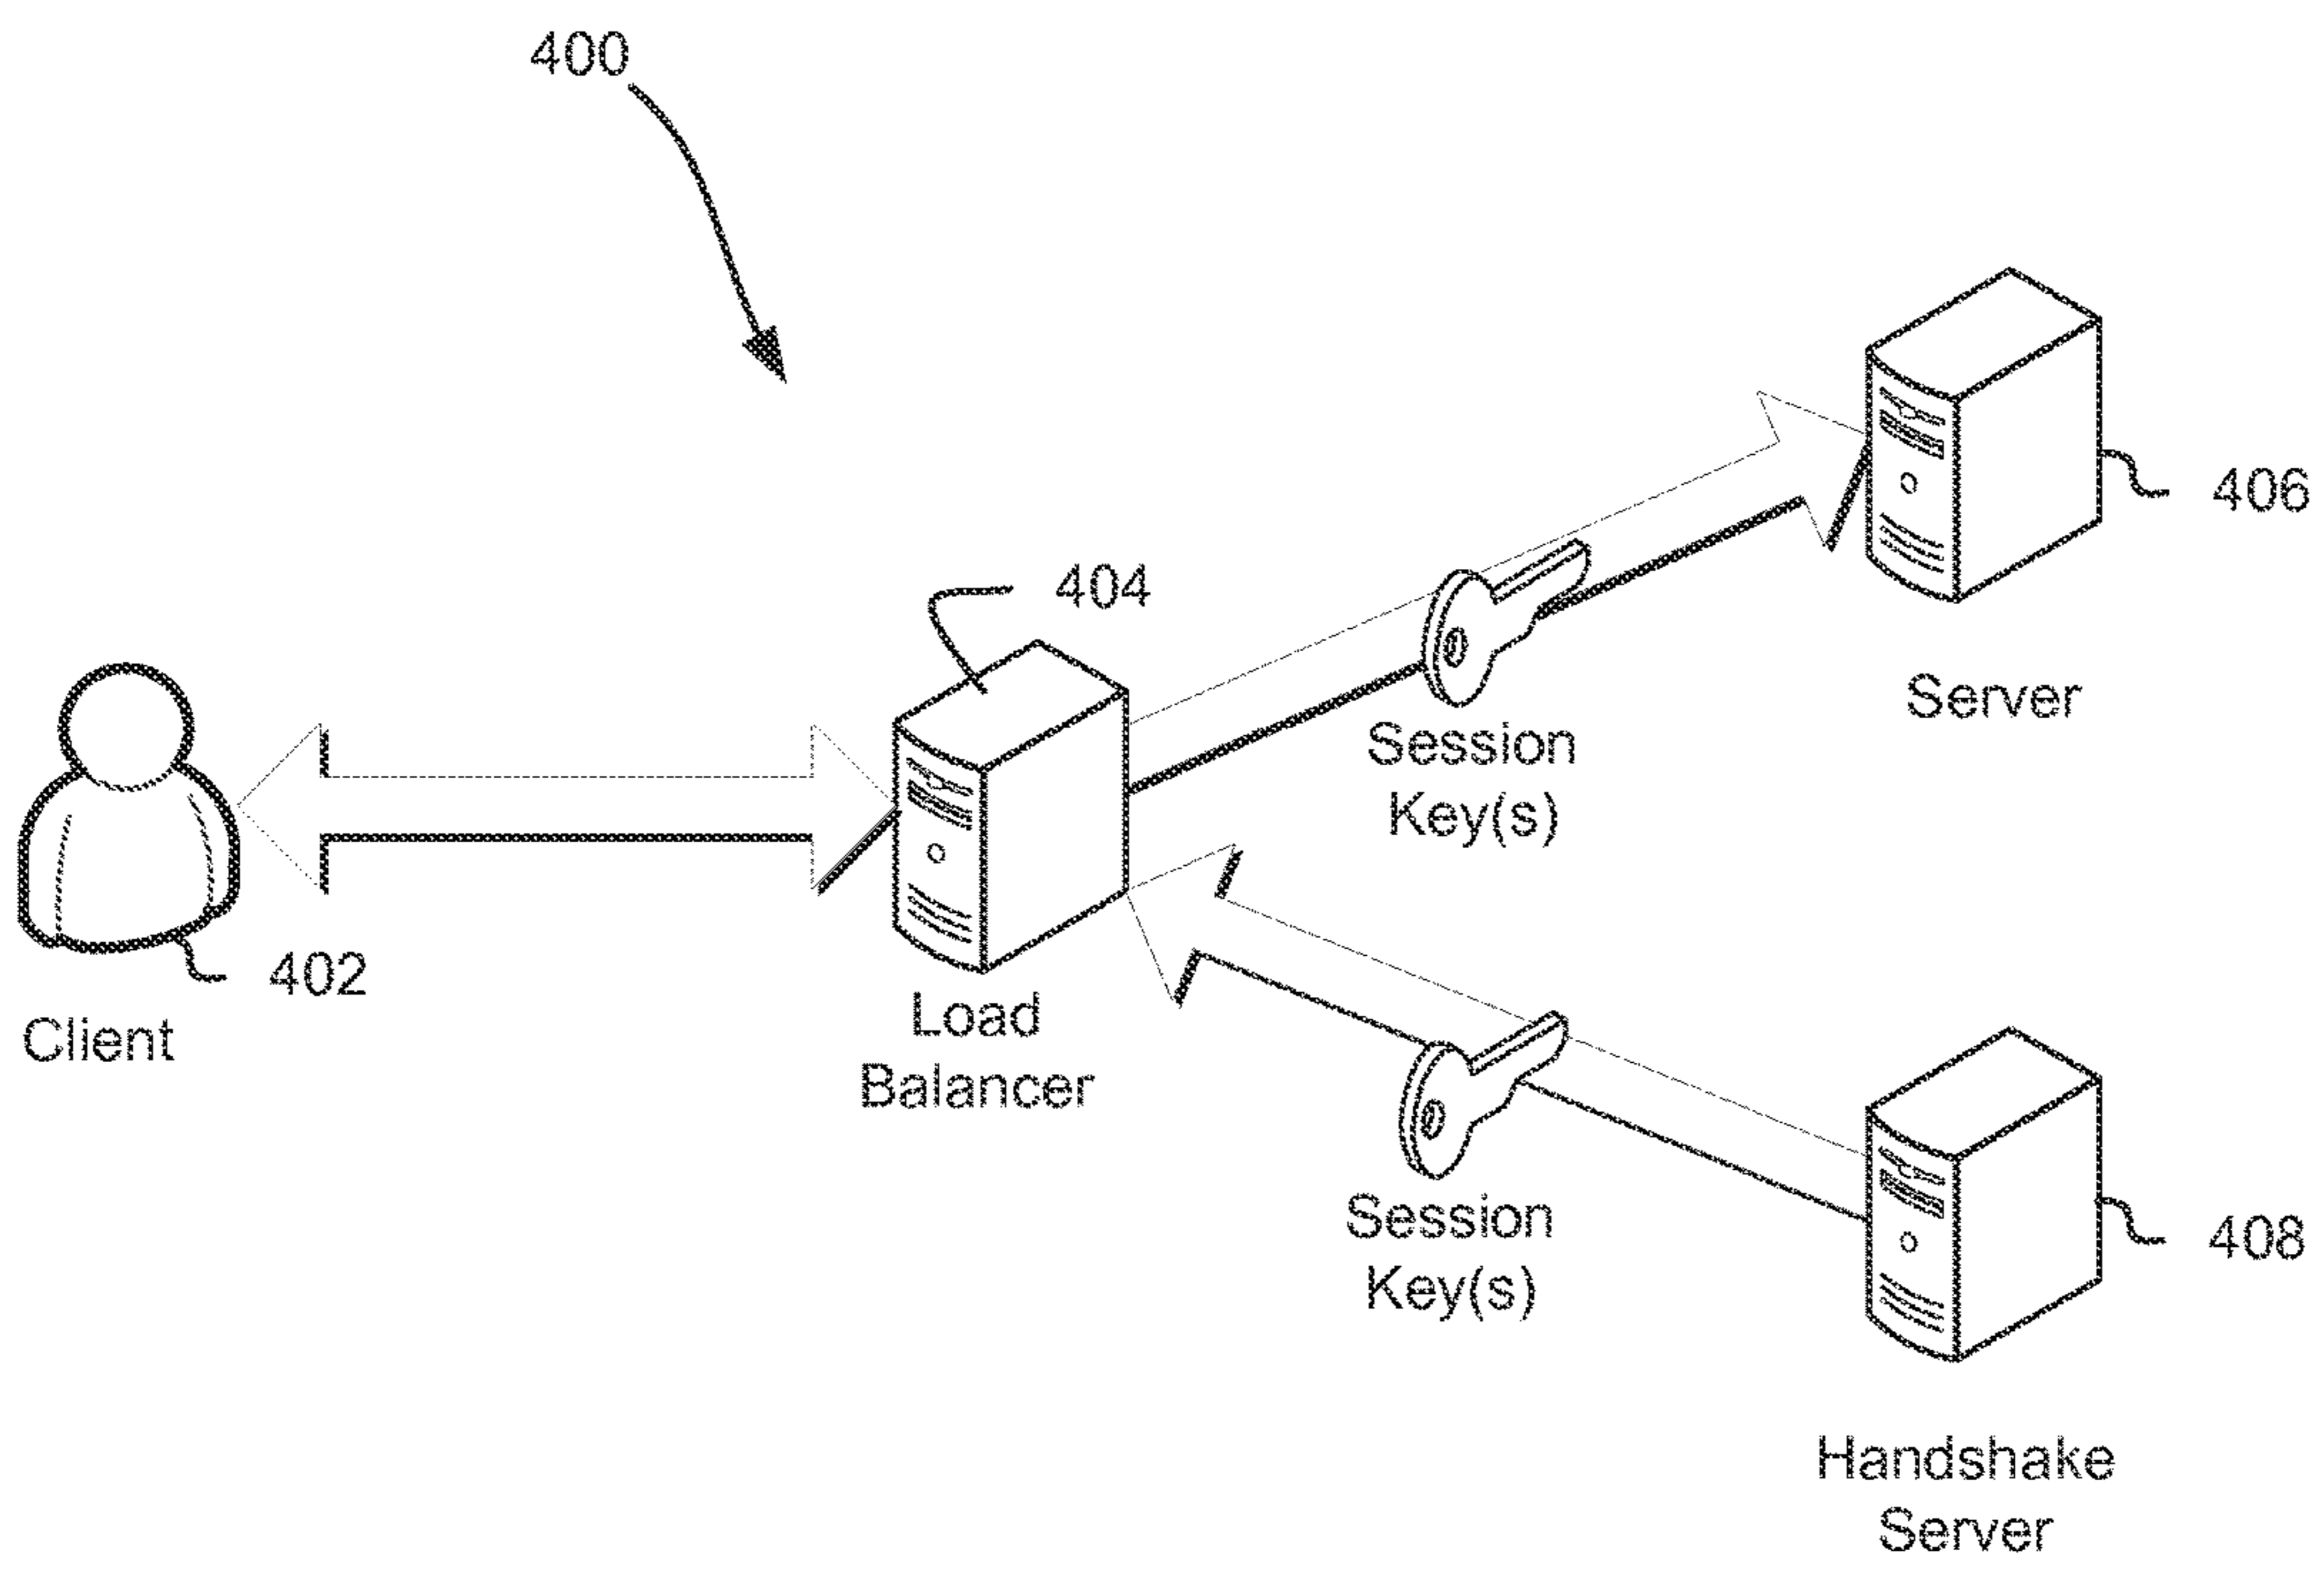 400
406
404
Server
Session
Key(s)
402
Client
Load
Balancer
Session
Key(s)
408
Handshake
Server